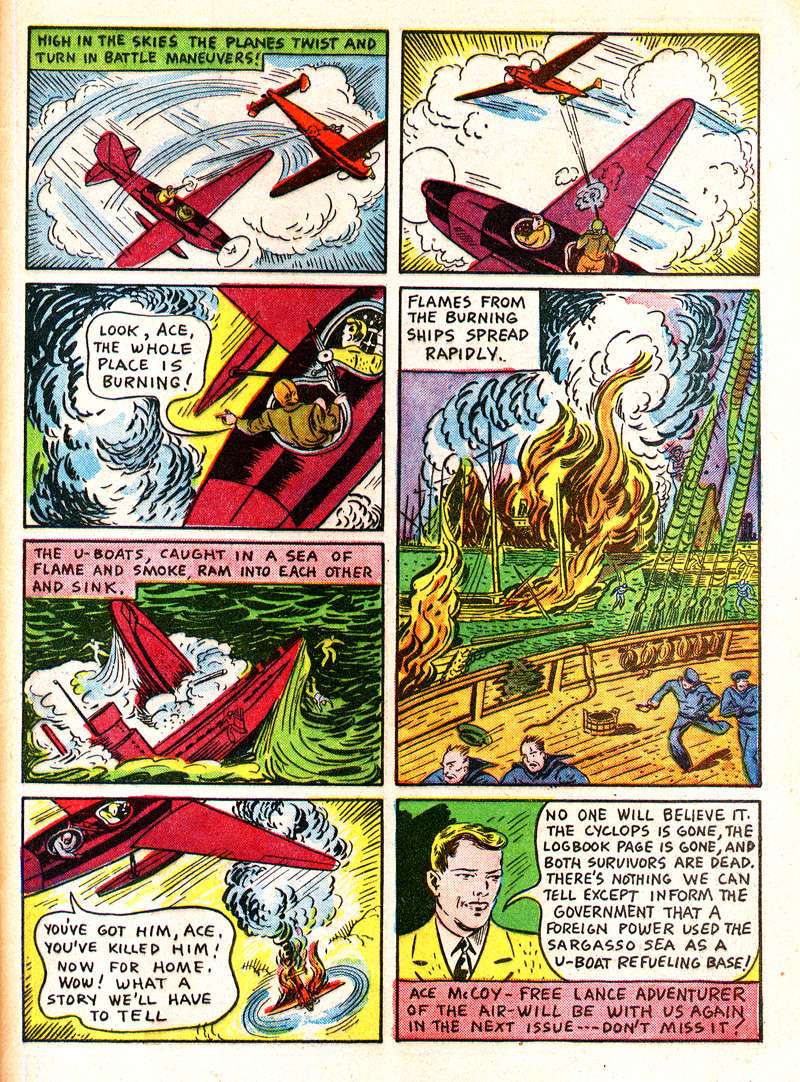 HIGH IN THE SKIES THE PLANES TWIST AND
TURN IN BATTLE MANEUVERS!
LOOK, ACE,
THE WHOLE
PLACE IS
BURNING!
FLAMES FROM
THE BURNING
SHIPS SPREAD
RAPIDLY.
THE U-BOATS, CAUGHT IN A SEA OF
FLAME AND SMOKE, RAM INTO EACH OTHER
AND SINK.
YOU'VE GOT HIM, ACE.
YOU'VE KILLED HIM!
NOW FOR HOME.
WOW! WHAT A
STORY WE'LL HAVE
TO TELL
NO ONE WILL BELIEVE IT.
THE CYCLOPS IS GONE, THE
LOGBOOK PAGE IS GONE, AND
BOTH SURVIVORS ARE DEAD.
THERE'S NOTHING WE CAN
TELL EXCEPT INFORM THE
GOVERNMENT THAT A
FOREIGN POWER USED THE
SARGASSO SEA AS A
U-BOAT REFUELING BASE!
ACE McCOY - FREE LANCE ADVENTURER
OF THE AIR - WILL BE WITH US AGAIN
IN THE NEXT ISSUE --- DON'T MISS IT!